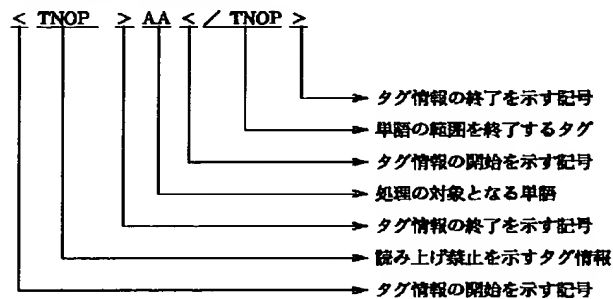 < TNOP > AA < / TNOP >
タグ情報の終了を示す記号
単語の範囲を終了するタグ
タグ情報の開始を示す記号
処理の対象となる単語
タグ情報の終了を示す記号
読み上げ禁止を示すタグ情報
タグ情報の開始を示す記号